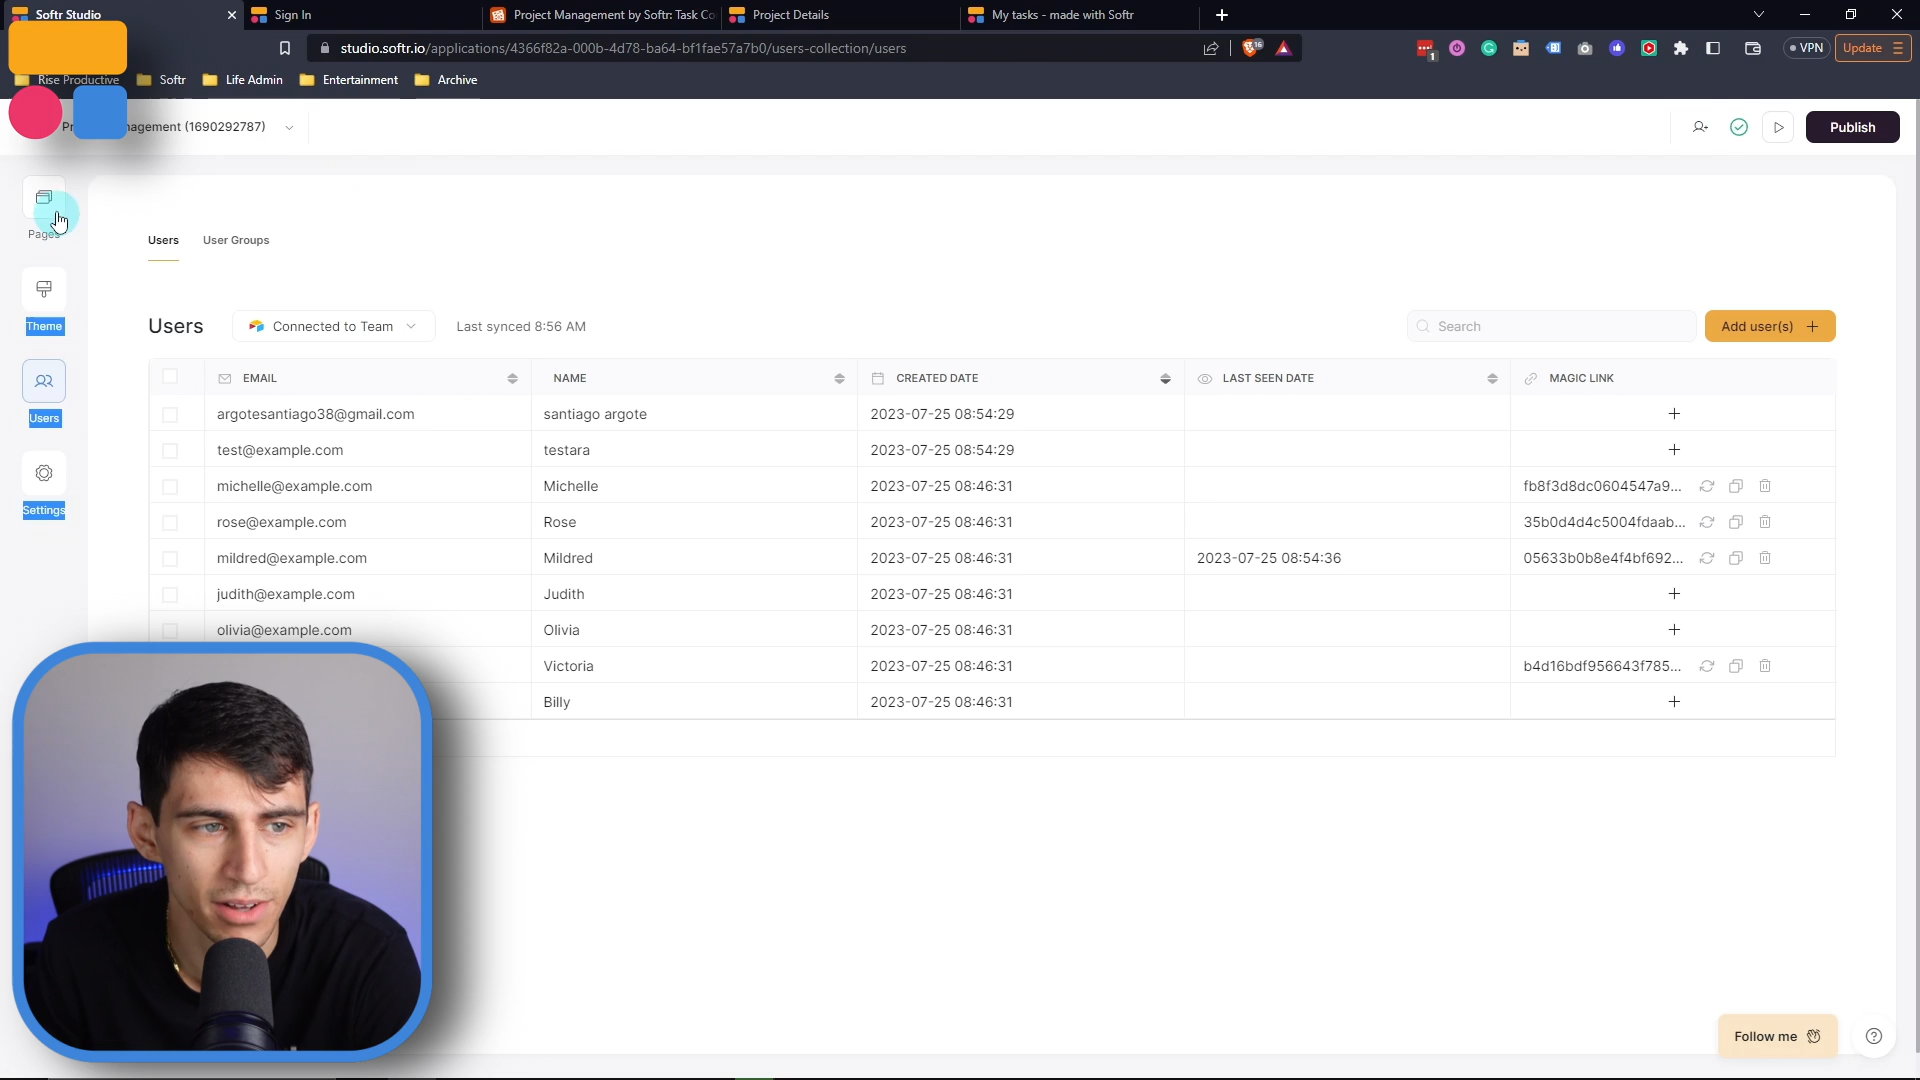 Softr Studio
Sign In
Project Management by Softr: Task Co
Project Details
My tasks - made with Softr
studio.softr.io/applications/4366f82a-000b-4d78-ba64-bf1fae57a7b0/users-collection/users
16
1
VPN
Update
Rise Productive
Softr
Life Admin
Entertainment
Archive
agement (1690292787)
Publish
Pages
Theme
Users
Settings
Users
User Groups
Users
Connected to Team
Last synced 8:56 AM
Search
Add user(s) +
EMAIL
NAME
CREATED DATE
LAST SEEN DATE
MAGIC LINK
argotesantiago38@gmail.com
santiago argote
2023-07-25 08:54:29
+
test@example.com
testara
2023-07-25 08:54:29
+
michelle@example.com
Michelle
2023-07-25 08:46:31
fb8f3d8dc0604547a9...
rose@example.com
Rose
2023-07-25 08:46:31
35b0d4d4c5004fdaab...
mildred@example.com
Mildred
2023-07-25 08:46:31
2023-07-25 08:54:36
05633b0b8e4f4bf692...
judith@example.com
Judith
2023-07-25 08:46:31
+
olivia@example.com
Olivia
2023-07-25 08:46:31
+
Victoria
2023-07-25 08:46:31
b4d16bdf956643f785...
Billy
2023-07-25 08:46:31
+
Follow me